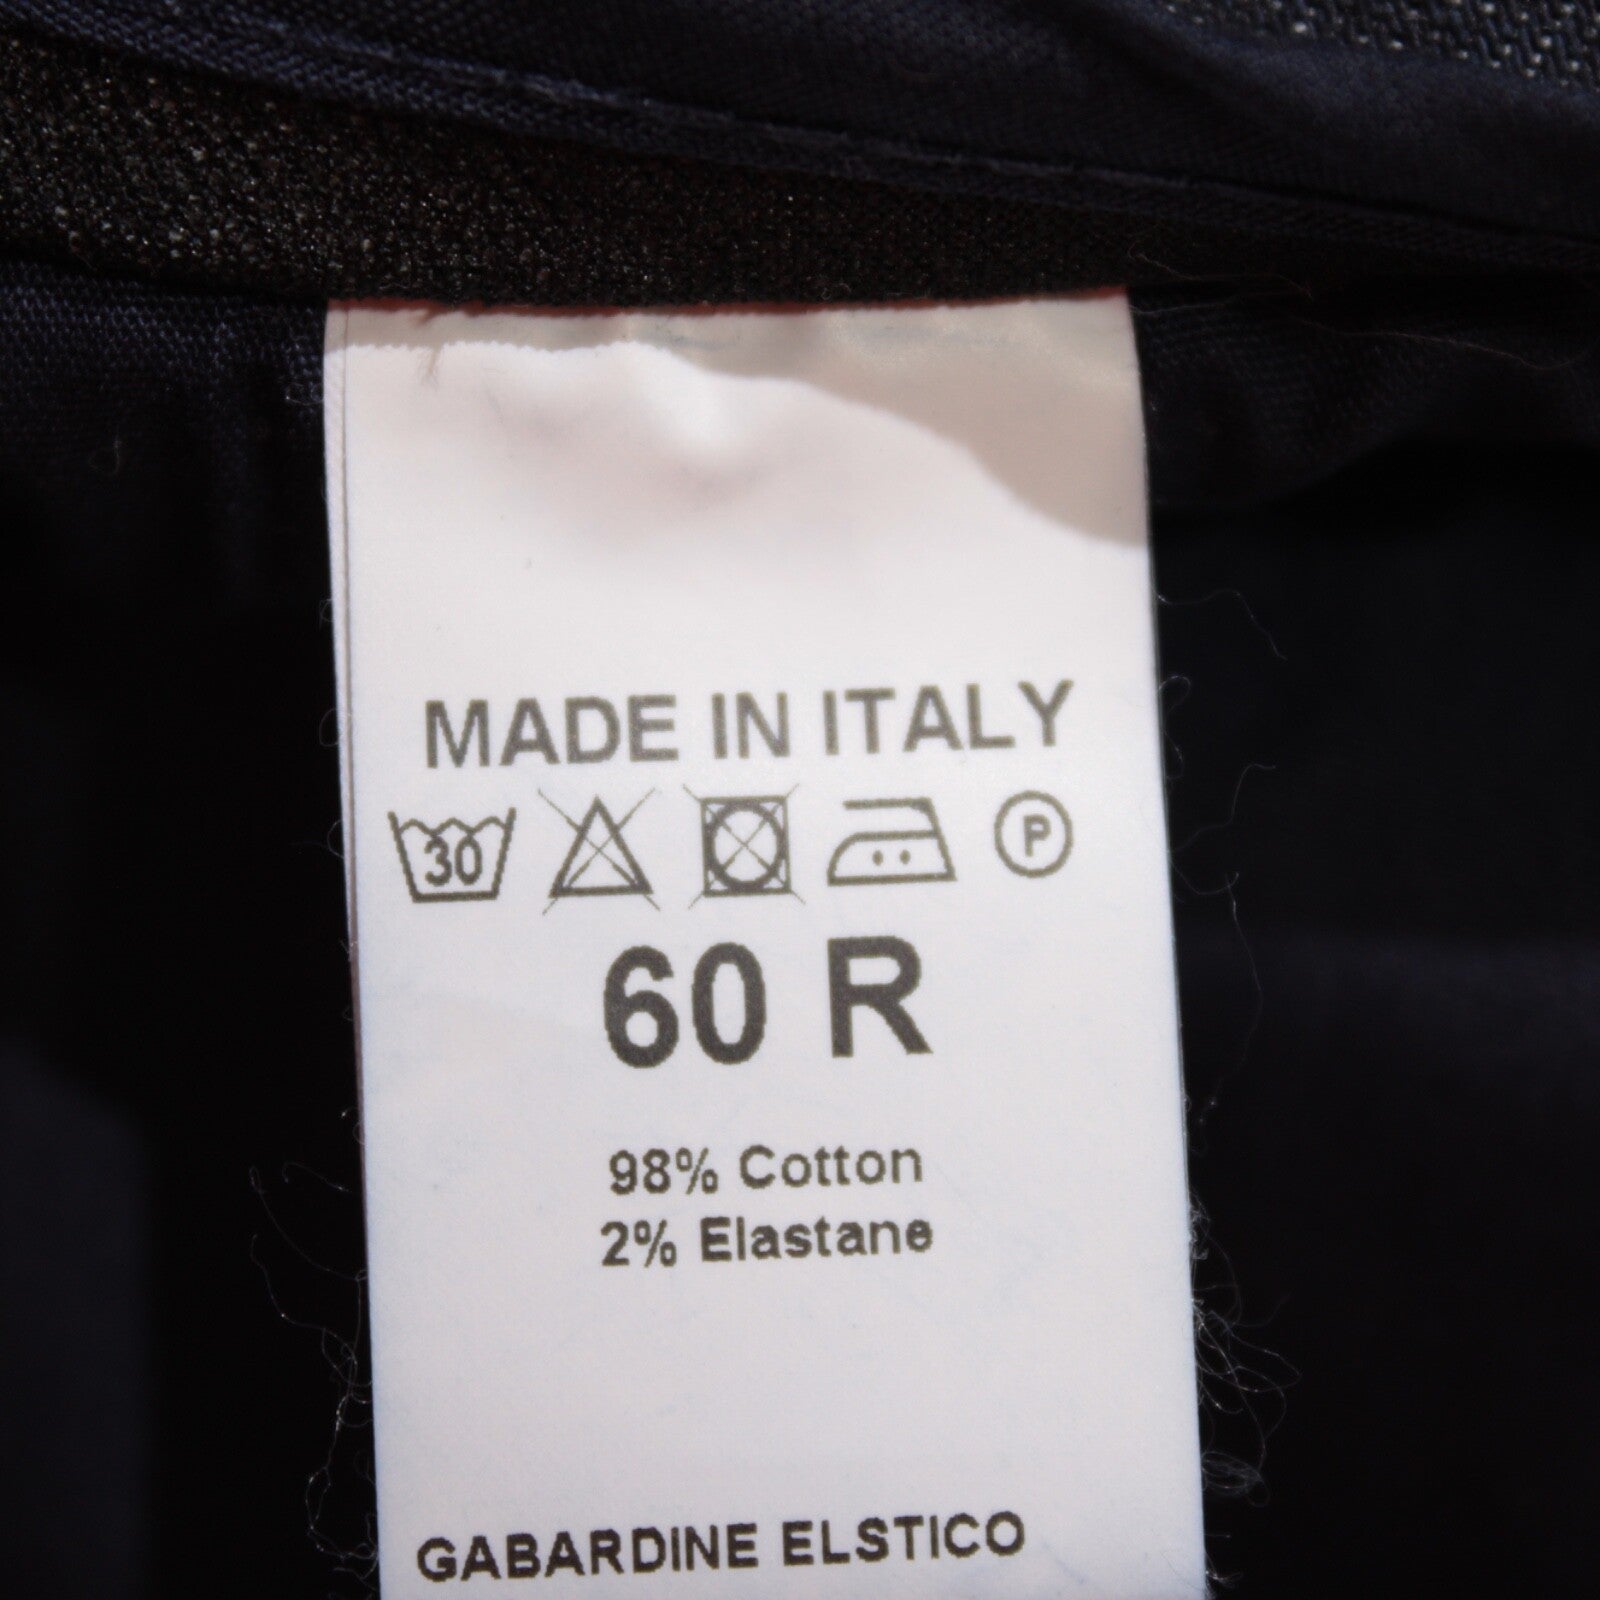 MADE IN ITALY
30 P
60 R
98% Cotton
2% Elastane
GABARDINE ELSTICO